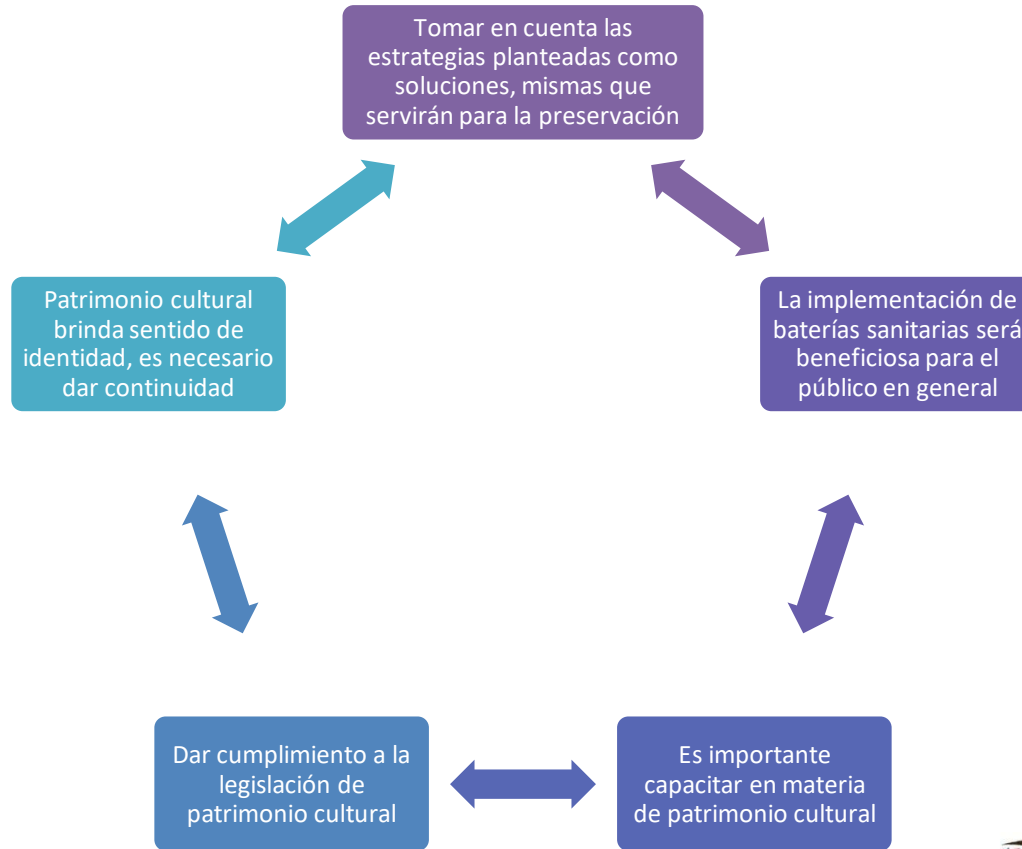 Tomar en cuenta las
estrategias planteadas como
soluciones, mismas que
servirán para la preservación
La implementación de
baterías sanitarias será
beneficiosa para el
público en general
Es importante
capacitar en materia
de patrimonio cultural
Dar cumplimiento a la
legislación de
patrimonio cultural
Patrimonio cultural
brinda sentido de
identidad, es necesario
dar continuidad